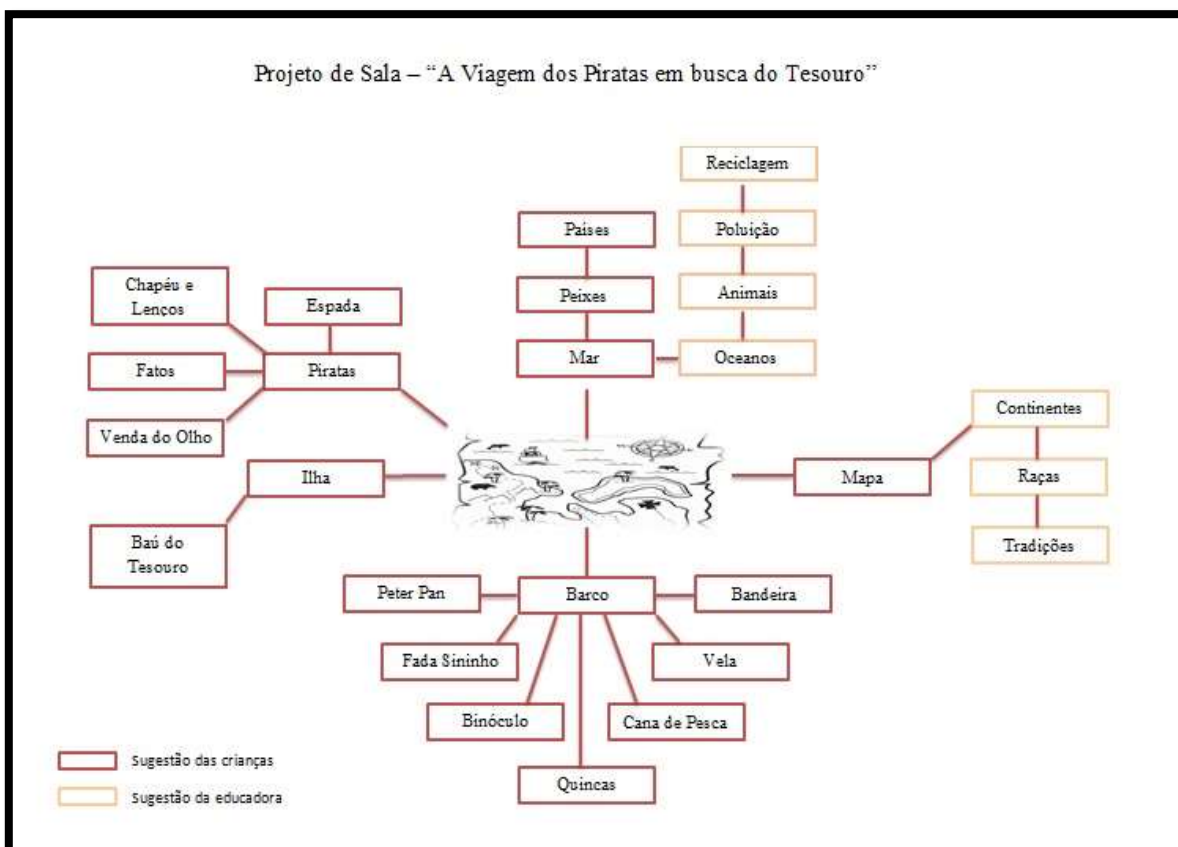 Projeto de Sala – “A Viagem dos Piratas em busca do Tesouro”
Reciclagem
Países
Poluição
Chapéu e
Lenços
Espada
Peixes
Animais
Fatos
Piratas
Mar
Oceanos
Venda do Olho
Continentes
Ilha
Mapa
Raças
Baú do
Tesouro
Tradições
Peter Pan
Barco
Bandeira
Fada Sininho
Vela
Binóculo
Cana de Pesca
Quincas
Sugestão das crianças
Sugestão da educadora